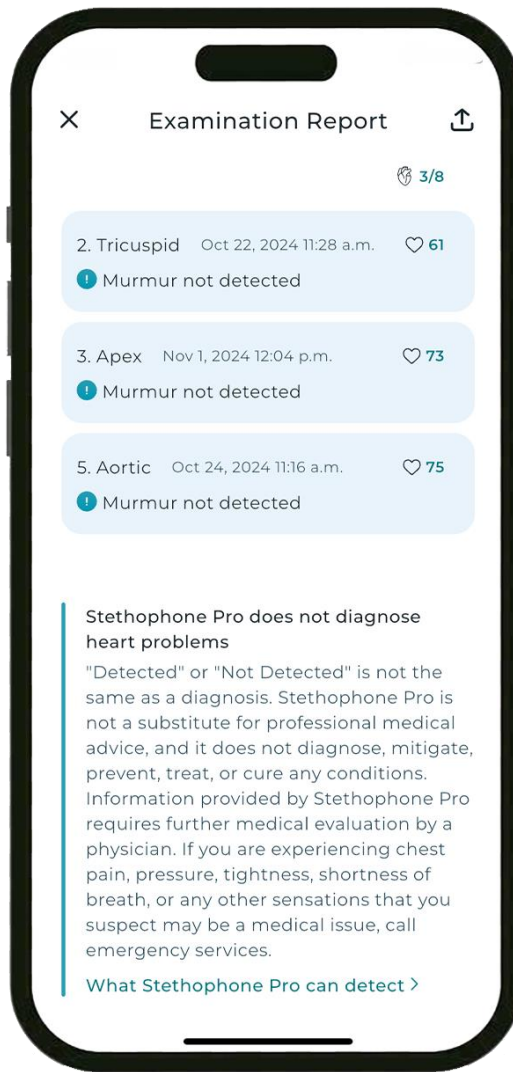 Examination Report
3/8
2. Tricuspid Oct 22, 2024 11:28 a.m. 61
! Murmur not detected
3. Apex Nov 1, 2024 12:04 p.m. 73
! Murmur not detected
5. Aortic Oct 24, 2024 11:16 a.m. 75
! Murmur not detected
Stethophone Pro does not diagnose
heart problems
"Detected" or "Not Detected" is not the
same as a diagnosis. Stethophone Pro is
not a substitute for professional medical
advice, and it does not diagnose, mitigate,
prevent, treat, or cure any conditions.
Information provided by Stethophone Pro
requires further medical evaluation by a
physician. If you are experiencing chest
pain, pressure, tightness, shortness of
breath, or any other sensations that you
suspect may be a medical issue, call
emergency services.
What Stethophone Pro can detect >